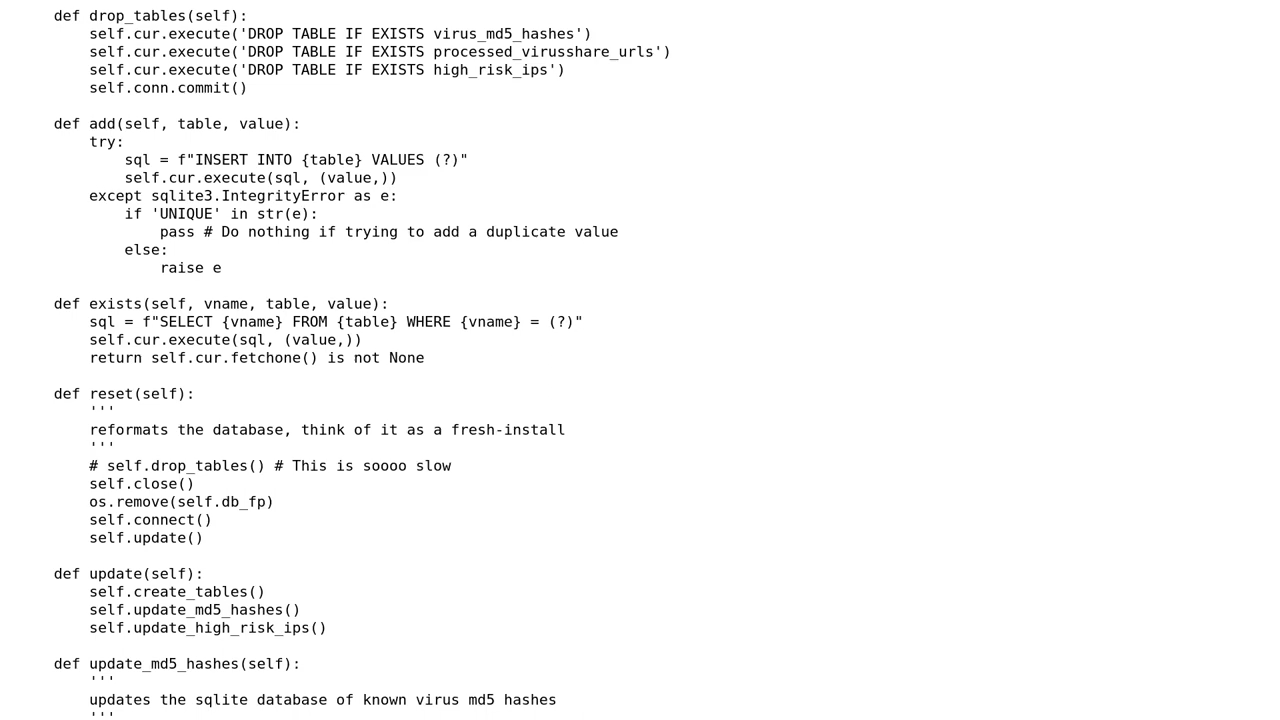 def drop_tables(self):
    self.cur.execute('DROP TABLE IF EXISTS virus_md5_hashes')
    self.cur.execute('DROP TABLE IF EXISTS processed_virusshare_urls')
    self.cur.execute('DROP TABLE IF EXISTS high_risk_ips')
    self.conn.commit()

def add(self, table, value):
    try:
        sql = f"INSERT INTO {table} VALUES (?)"
        self.cur.execute(sql, (value,))
    except sqlite3.IntegrityError as e:
        if 'UNIQUE' in str(e):
            pass # Do nothing if trying to add a duplicate value
        else:
            raise e

def exists(self, vname, table, value):
    sql = f"SELECT {vname} FROM {table} WHERE {vname} = (?)"
    self.cur.execute(sql, (value,))
    return self.cur.fetchone() is not None

def reset(self):
    '''
    reformats the database, think of it as a fresh-install
    '''
    # self.drop_tables() # This is soooo slow
    self.close()
    os.remove(self.db_fp)
    self.connect()
    self.update()

def update(self):
    self.create_tables()
    self.update_md5_hashes()
    self.update_high_risk_ips()

def update_md5_hashes(self):
    '''
    updates the sqlite database of known virus md5 hashes
    '''